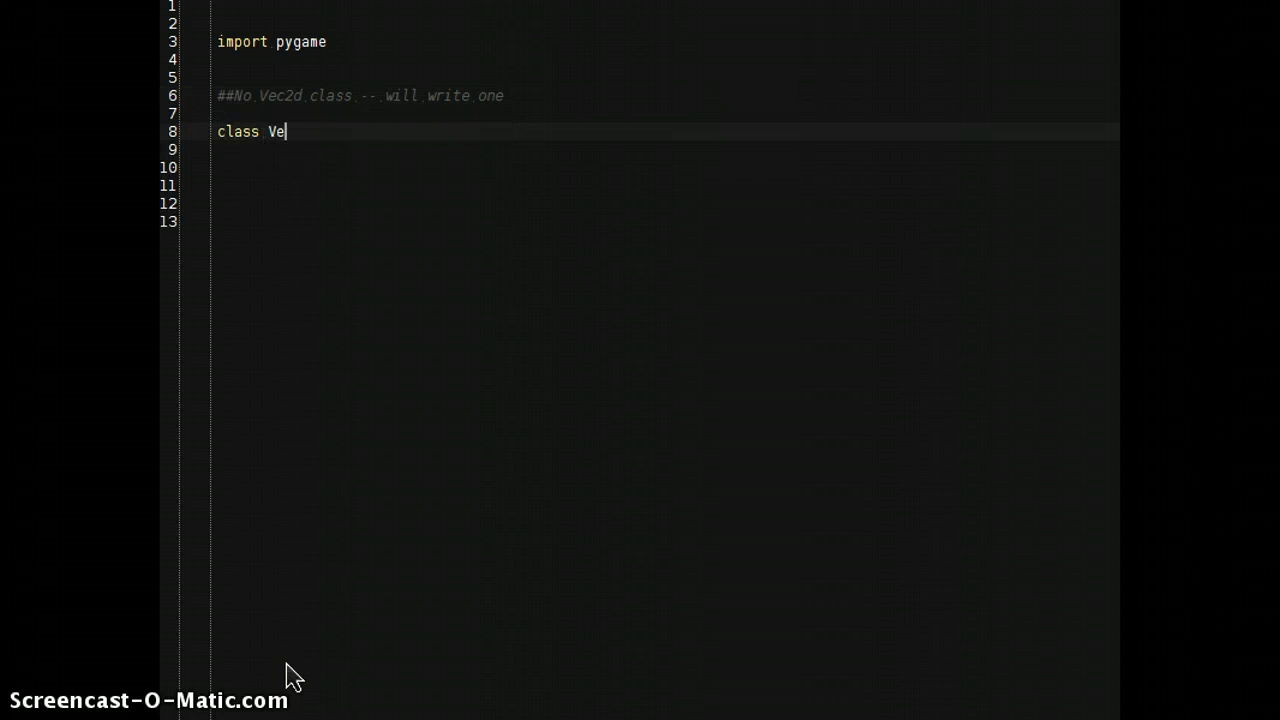 1
2
3 import pygame
4
5
6 ##No Vec2d class -- will write one
7
8 class Ve
9
10
11
12
13
Screencast-O-Matic.com